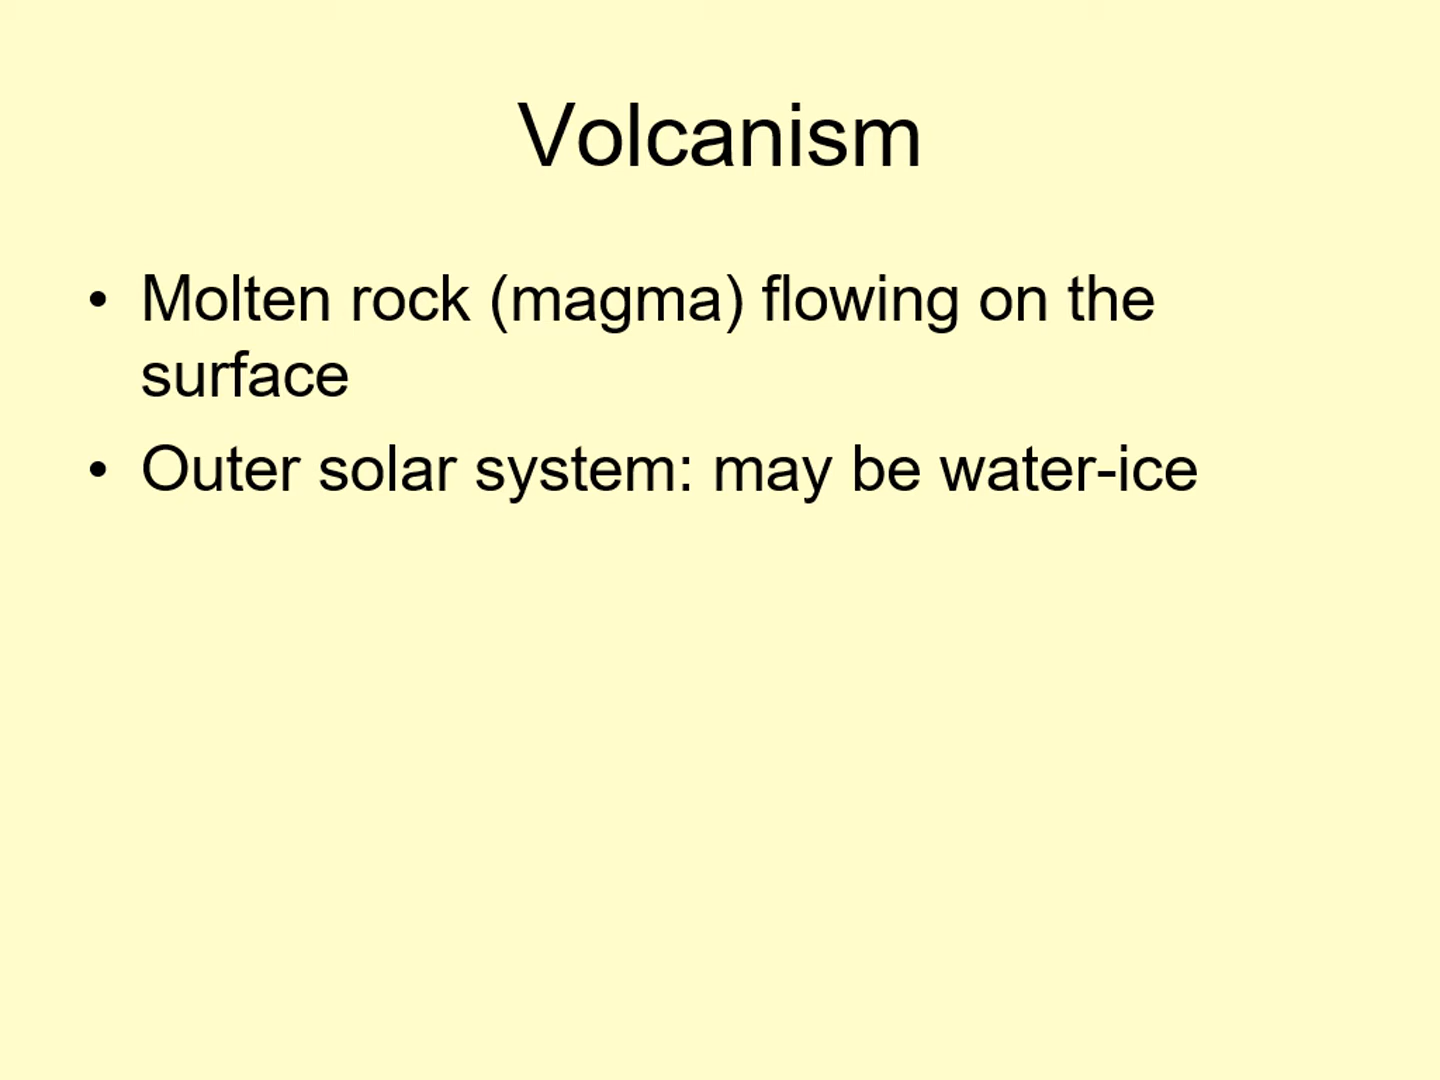 Volcanism
• Molten rock (magma) flowing on the
surface
• Outer solar system: may be water-ice